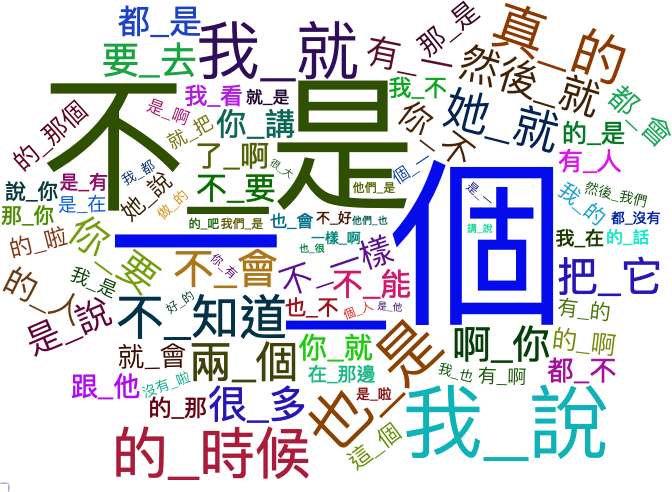 都_是
真_的
那_是
我_就
有_一
要_去
然後_就
我_不
我_看
就_是
都_會
她_就
是_啊
你_講
你_不
不_是
的_那個
就_把
的_是
了_啊
有_人
很_大
個_一
我_都
說_你
是_有
不_要
他們_是
是_一
然後_我們
她_說
我_的
是_在
做_的
一_個
那_你
的_吧
我們_是
也_會
不_好
他們_也
都_沒有
講_說
你_要
我_在
的_話
一樣_啊
的_啦
也_很
不_一樣
你_有
不_會
把_它
我_是
不_能
的_人
好_的
有_的
也_不
個_人
是_他
是_說
不_知道
啊_你
的_啊
你_就
就_會
兩_個
也_是
我_也
有_啊
都_不
在_那邊
跟_他
沒有_啦
是_啦
的_那
很_多
我_說
這_個
的_時候